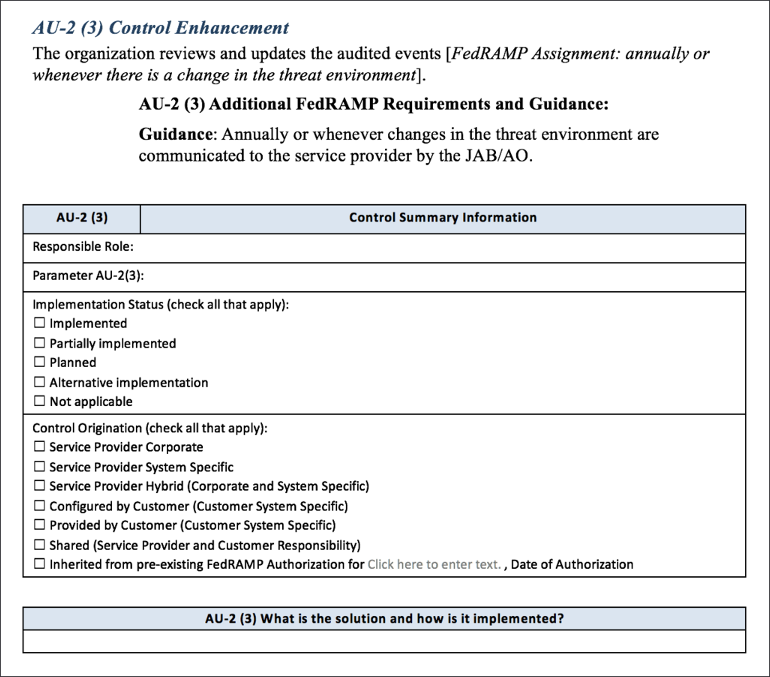 AU-2 (3) Control Enhancement
The organization reviews and updates the audited events [FedRAMP Assignment: annually or
whenever there is a change in the threat environment].
AU-2 (3) Additional FedRAMP Requirements and Guidance:
Guidance: Annually or whenever changes in the threat environment are
communicated to the service provider by the JAB/AO.
AU-2 (3) Control Summary Information
Responsible Role:
Parameter AU-2(3):
Implementation Status (check all that apply):
☐ Implemented
☐ Partially implemented
☐ Planned
☐ Alternative implementation
☐ Not applicable
Control Origination (check all that apply):
☐ Service Provider Corporate
☐ Service Provider System Specific
☐ Service Provider Hybrid (Corporate and System Specific)
☐ Configured by Customer (Customer System Specific)
☐ Provided by Customer (Customer System Specific)
☐ Shared (Service Provider and Customer Responsibility)
☐ Inherited from pre-existing FedRAMP Authorization for Click here to enter text. , Date of Authorization
AU-2 (3) What is the solution and how is it implemented?